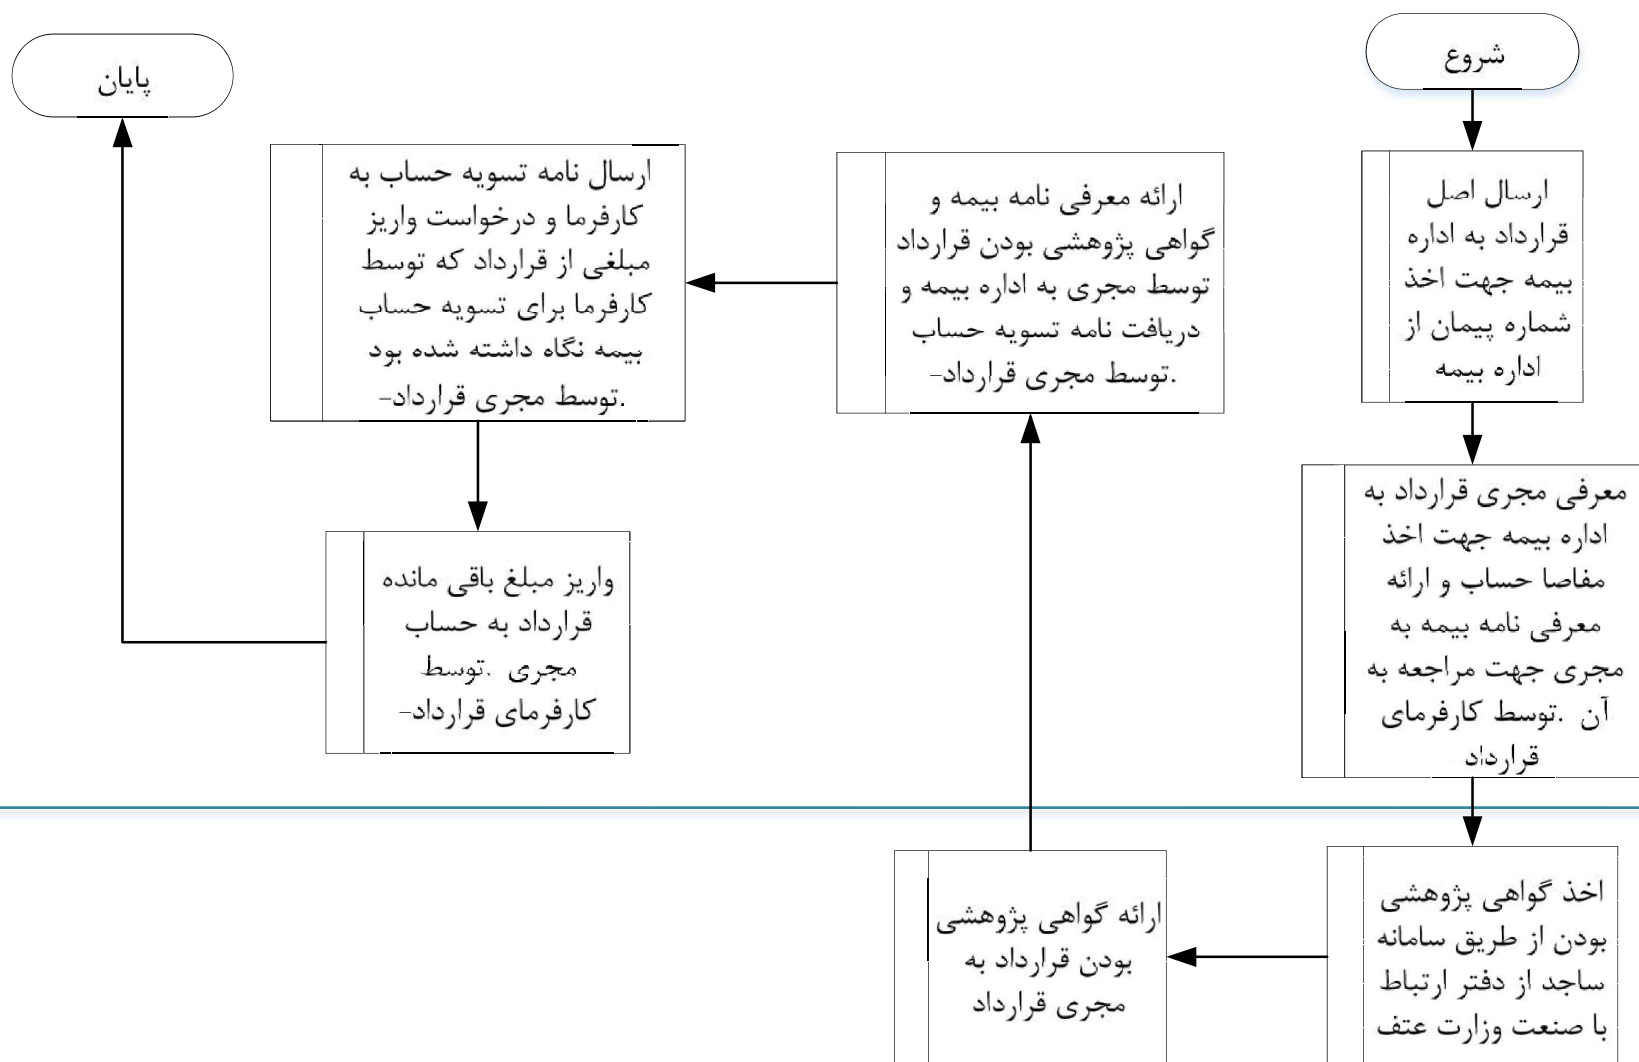 شروع
ارسال اصل
قرارداد به اداره
بیمه جهت اخذ
شماره پیمان از
اداره بیمه
معرفی مجری قرارداد به
اداره بیمه جهت اخذ
مفاصا حساب و ارائه
معرفی نامه بیمه به
مجری جهت مراجعه به
آن .توسط کارفرمای
قرارداد
اخذ گواهی پژوهشی
بودن از طریق سامانه
ساجد از دفتر ارتباط
با صنعت وزارت عتف
ارائه گواهی پژوهشی
بودن قرارداد به
مجری قرارداد
ارائه معرفی نامه بیمه و
گواهی پژوهشی بودن قرارداد
توسط مجری به اداره بیمه و
دریافت نامه تسویه حساب
.توسط مجری قرارداد-
ارسال نامه تسویه حساب به
کارفرما و درخواست واریز
مبلغی از قرارداد که توسط
کارفرما برای تسویه حساب
بیمه نگاه داشته شده بود
.توسط مجری قرارداد-
واریز مبلغ باقی مانده
قرارداد به حساب
مجری .توسط
کارفرمای قرارداد-
پایان